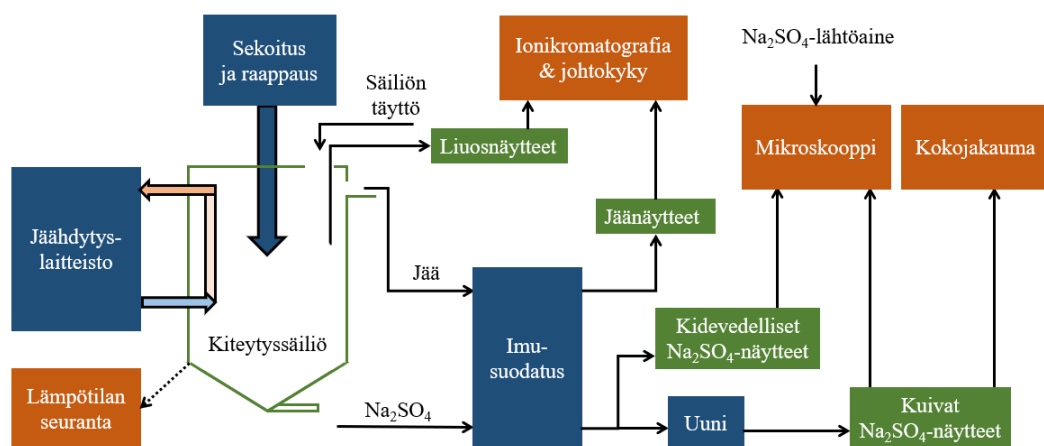 Sekoitus
ja raappaus
Säiliön
täyttö
Ionikromatografia
& johtokyky
Na₂SO₄-lähtöaine
Liuosnäytteet
Mikroskooppi
Kokojakauma
Jäähdytys-
laitteisto
Jäänäytteet
Jää
Kiteytyssäiliö
Imu-
suodatus
Kidevedelliset
Na₂SO₄-näytteet
Lämpötilan
seuranta
Na₂SO₄
Uuni
Kuivat
Na₂SO₄-näytteet